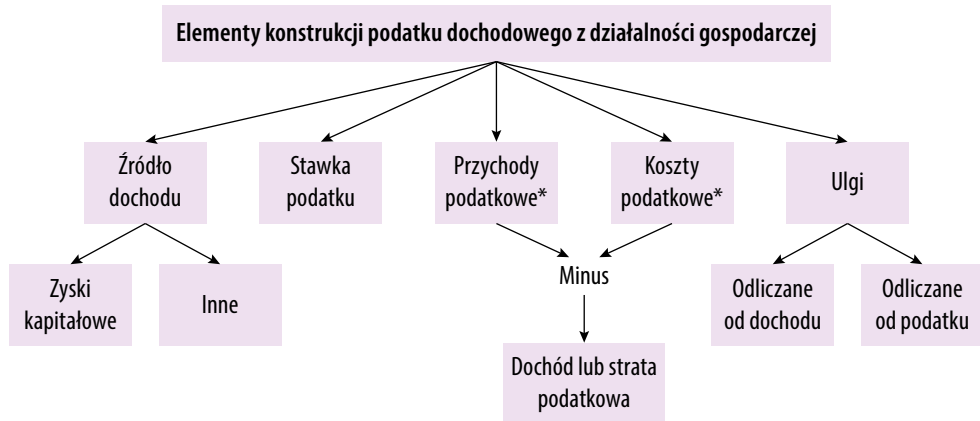 Elementy konstrukcji podatku dochodowego z działalności gospodarczej
Źródło
dochodu
Stawka
podatku
Przychody
podatkowe*
Koszty
podatkowe*
Ulgi
Zyski
kapitałowe
Inne
Minus
Odliczane
od dochodu
Odliczane
od podatku
Dochód lub strata
podatkowa